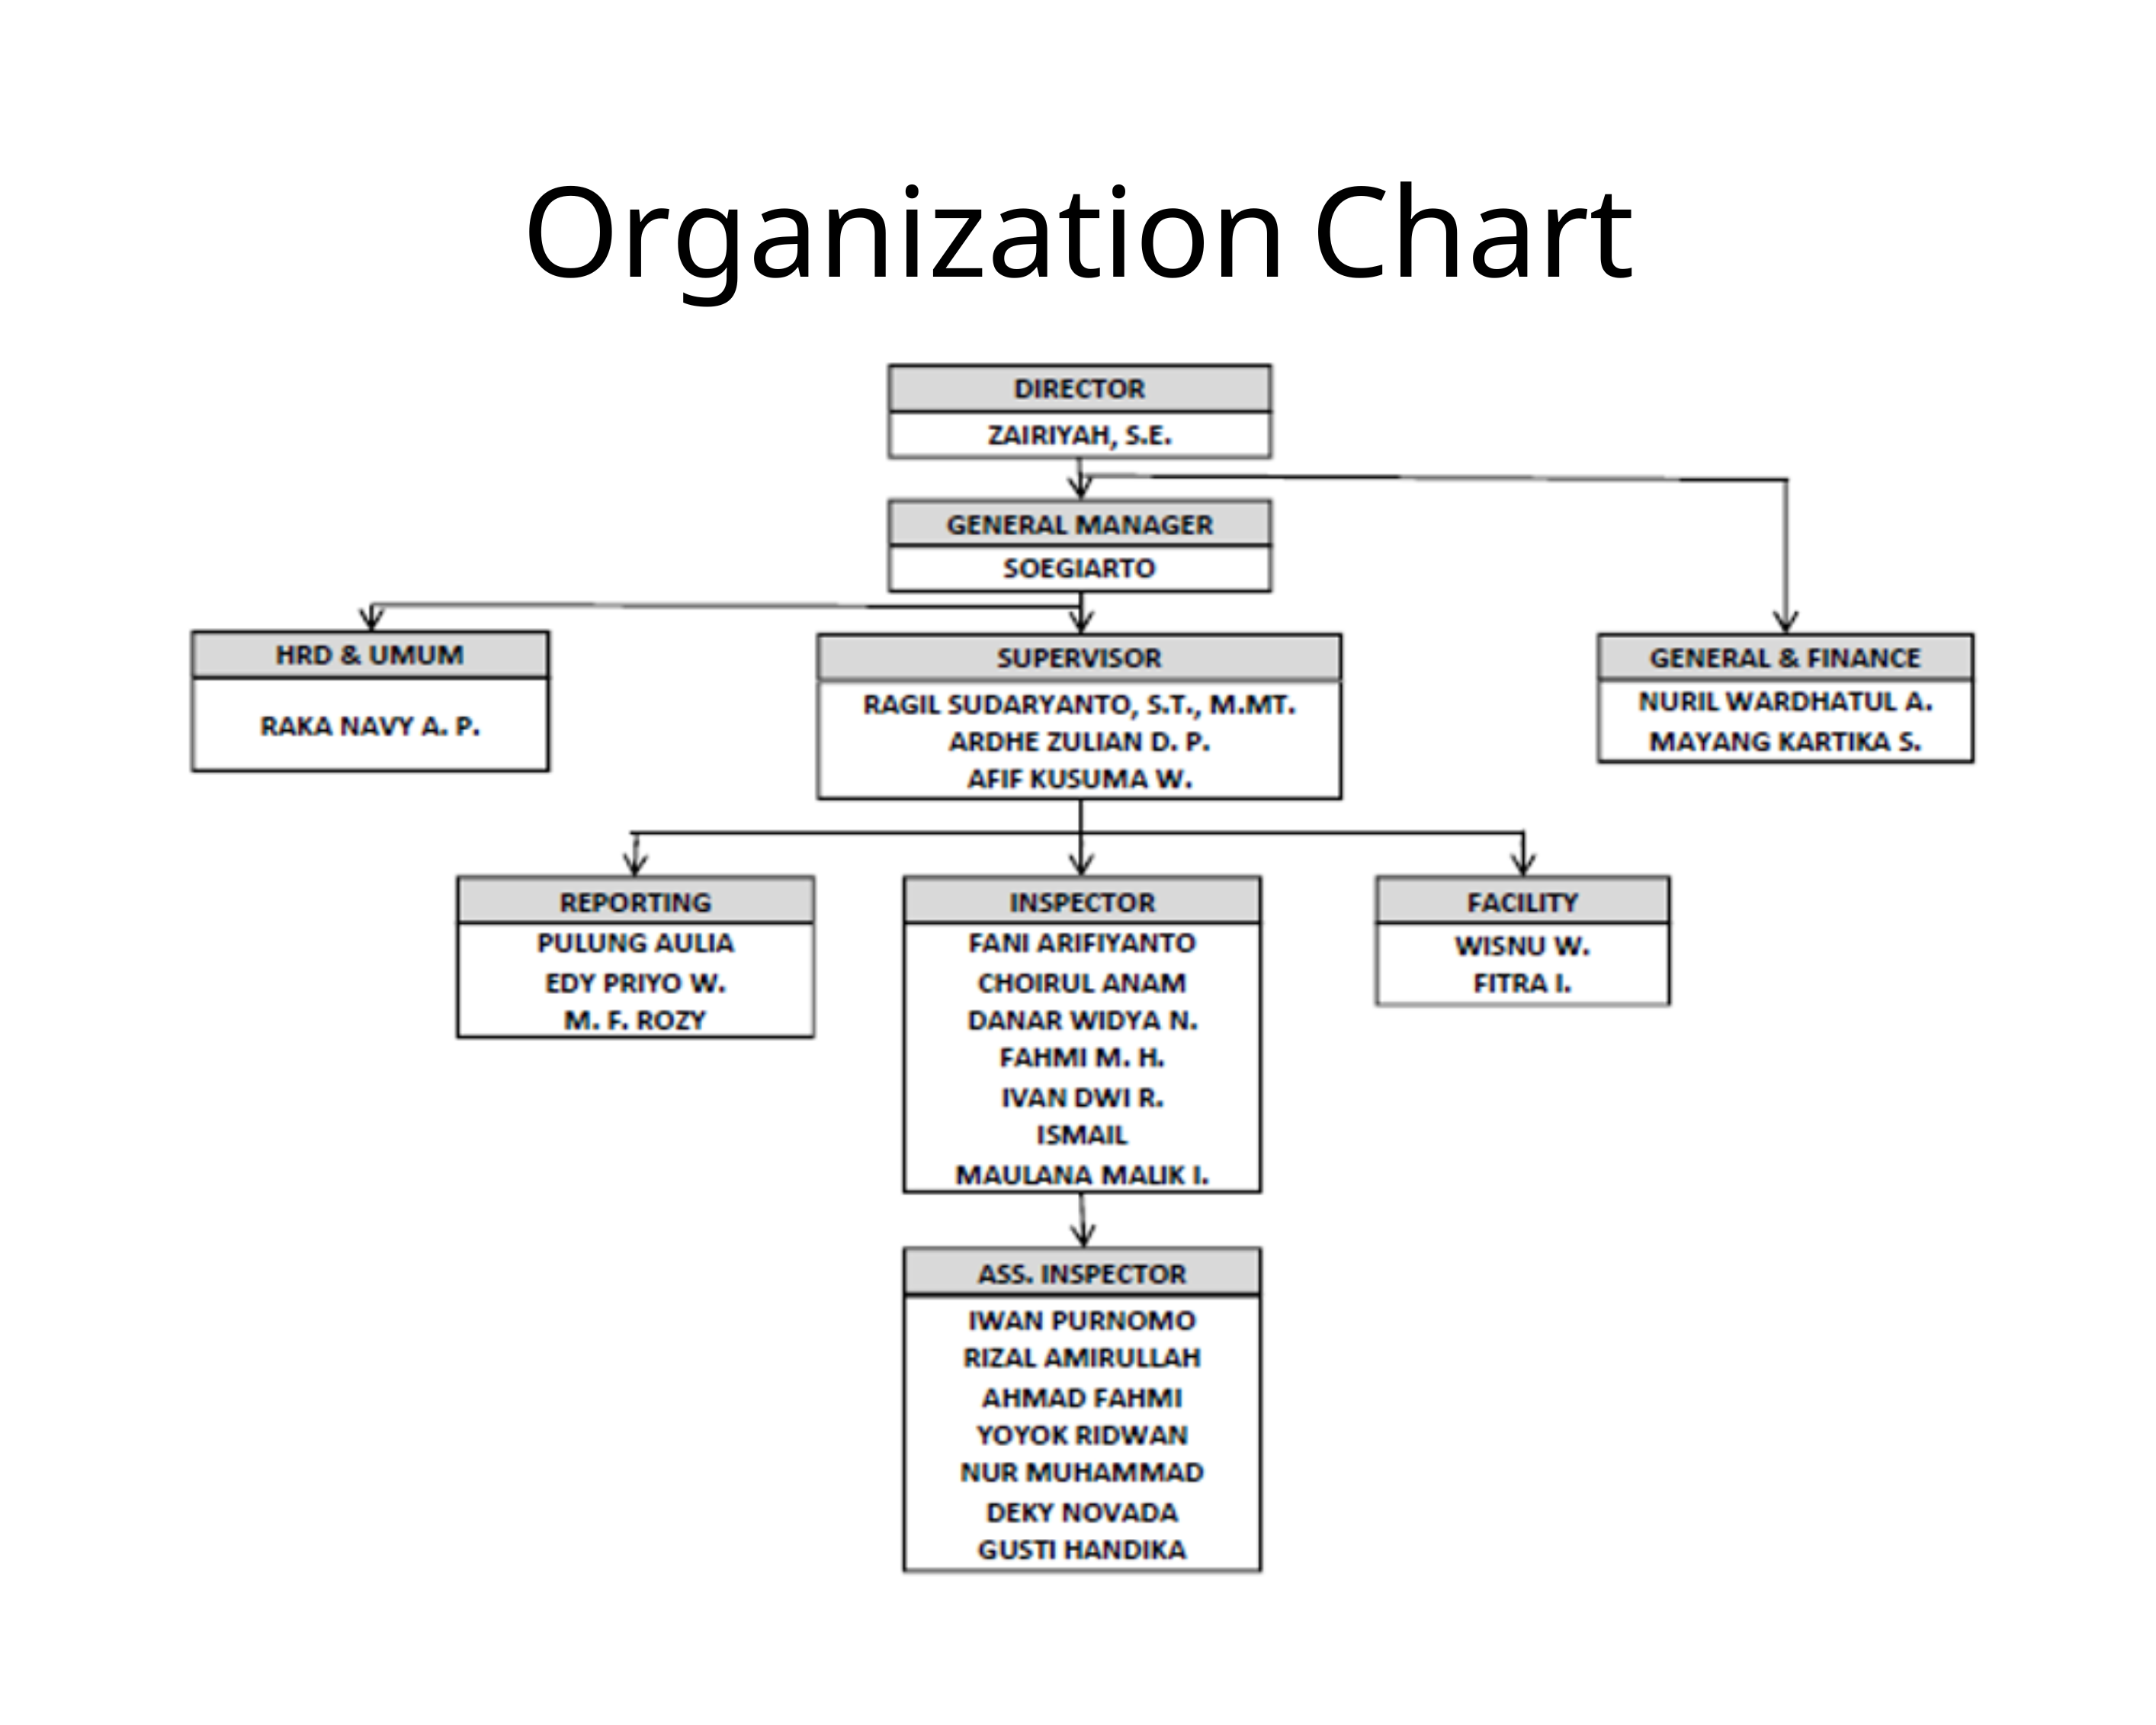 Organization Chart
DIRECTOR
ZAIRIYAH, S.E.
GENERAL MANAGER
SOEGIARTO
HRD & UMUM
RAKA NAVY A. P.
SUPERVISOR
RAGIL SUDARYANTO, S.T., M.MT.
ARDHE ZULIAN D. P.
AFIF KUSUMA W.
GENERAL & FINANCE
NURIL WARDHATUL A.
MAYANG KARTIKA S.
REPORTING
PULUNG AULIA
EDY PRIYO W.
M. F. ROZY
INSPECTOR
FANI ARIFIYANTO
CHOIRUL ANAM
DANAR WIDYA N.
FAHMI M. H.
IVAN DWI R.
ISMAIL
MAULANA MALIK I.
FACILITY
WISNU W.
FITRA I.
ASS. INSPECTOR
IWAN PURNOMO
RIZAL AMIRULLAH
AHMAD FAHMI
YOYOK RIDWAN
NUR MUHAMMAD
DEKY NOVADA
GUSTI HANDIKA